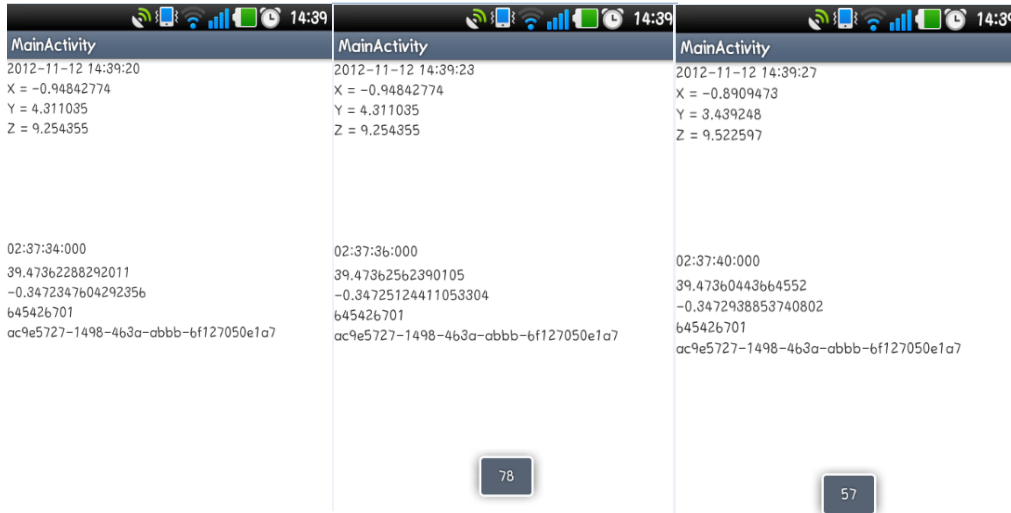 14:39
MainActivity
2012-11-12 14:39:20
X = -0.94842774
Y = 4.311035
Z = 9.254355
02:37:34:000
39.47362288292011
-0.3472347604292356
645426701
ac9e5727-1498-463a-abbb-6f127050e1a7
14:39
MainActivity
2012-11-12 14:39:23
X = -0.94842774
Y = 4.311035
Z = 9.254355
02:37:36:000
39.47362562390105
-0.34725124411053304
645426701
ac9e5727-1498-463a-abbb-6f127050e1a7
78
14:39
MainActivity
2012-11-12 14:39:27
X = -0.8909473
Y = 3.439248
Z = 9.522597
02:37:40:000
39.47360443664552
-0.3472938853740802
645426701
ac9e5727-1498-463a-abbb-6f127050e1a7
57